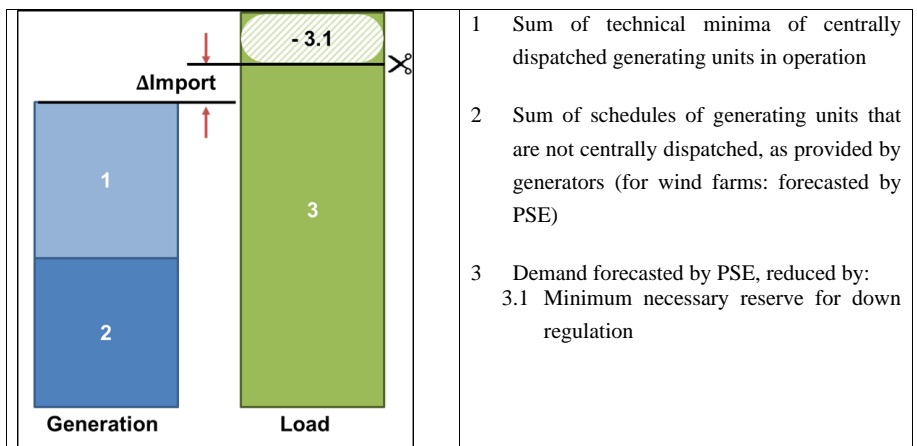 - 3.1
ΔImport
1
3
2
Generation
Load
1 Sum of technical minima of centrally
dispatched generating units in operation
2 Sum of schedules of generating units that
are not centrally dispatched, as provided by
generators (for wind farms: forecasted by
PSE)
3 Demand forecasted by PSE, reduced by:
3.1 Minimum necessary reserve for down
regulation